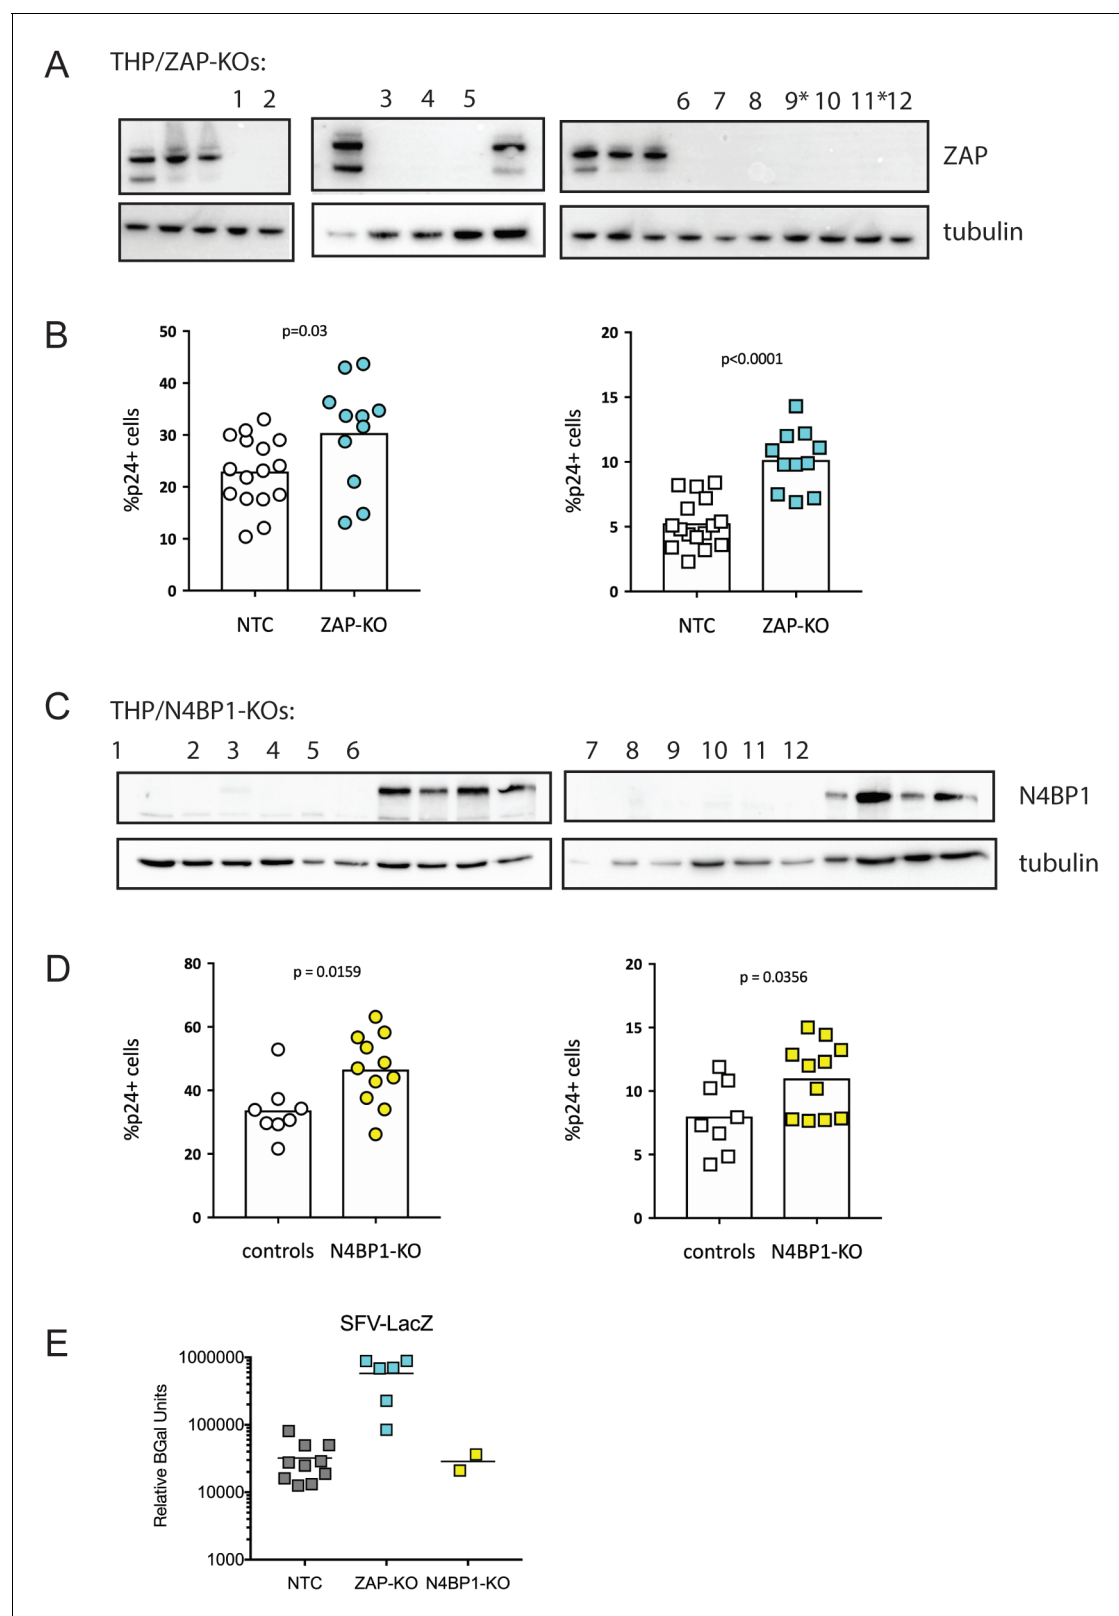 A
THP/ZAP-KOs:
1 2 3 4 5 6 7 8 9* 10 11* 12
ZAP
tubulin
B
50
40
30
20
10
0
%p24+ cells
p=0.03
NTC ZAP-KO
20
15
10
5
0
%p24+ cells
p<0.0001
NTC ZAP-KO
C
THP/N4BP1-KOs:
1 2 3 4 5 6 7 8 9 10 11 12
N4BP1
tubulin
D
80
60
40
20
0
%p24+ cells
p = 0.0159
controls N4BP1-KO
20
15
10
5
0
%p24+ cells
p = 0.0356
controls N4BP1-KO
E
SFV-LacZ
1000000
100000
10000
1000
Relative BGal Units
NTC ZAP-KO N4BP1-KO